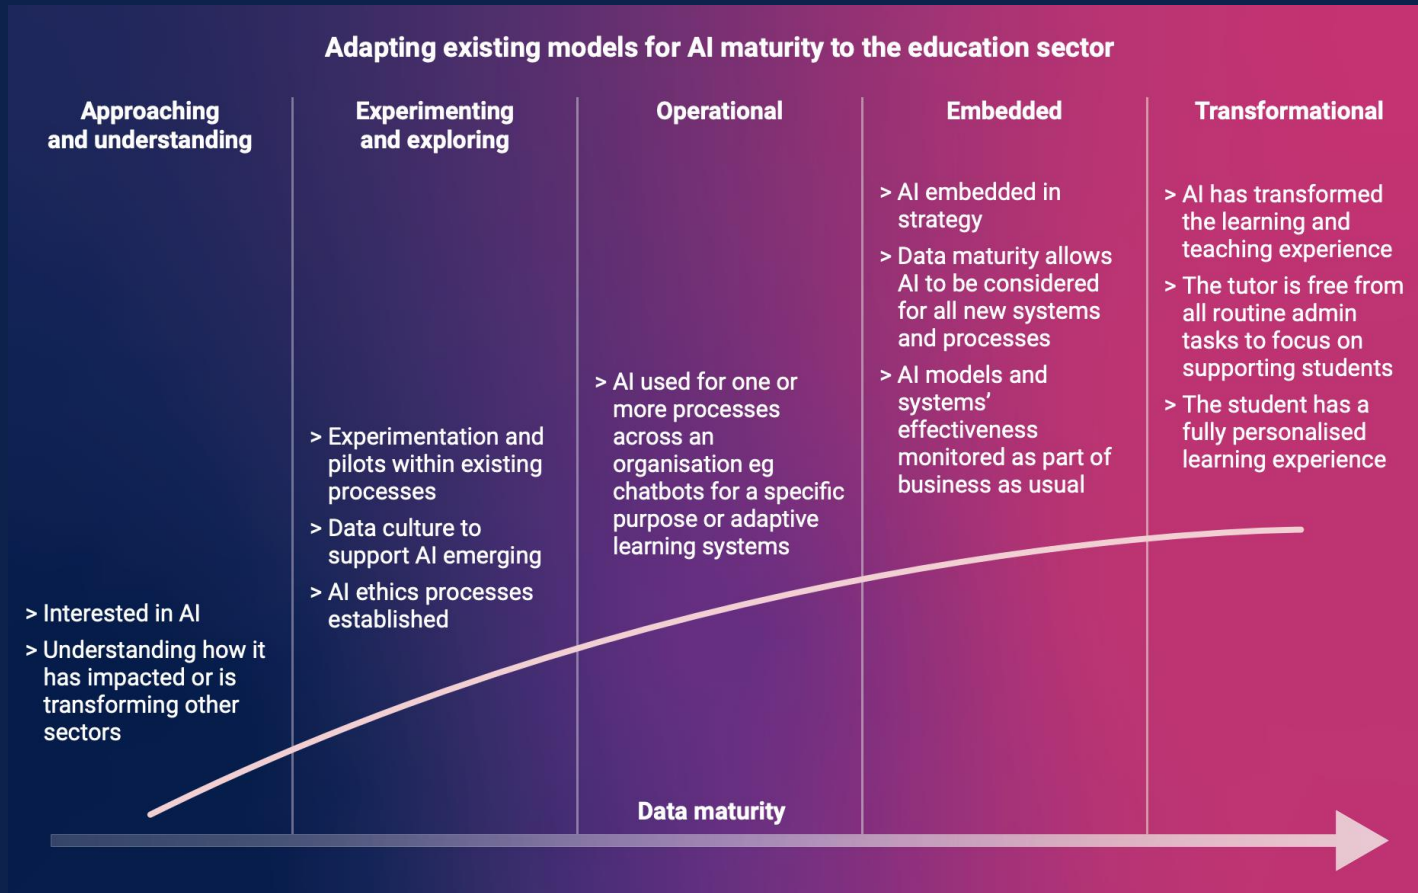 Adapting existing models for AI maturity to the education sector
Approaching
and understanding
> Interested in AI
> Understanding how it
has impacted or is
transforming other
sectors
Experimenting
and exploring
> Experimentation and
pilots within existing
processes
> Data culture to
support AI emerging
> AI ethics processes
established
Operational
> AI used for one or
more processes
across an
organisation eg
chatbots for a specific
purpose or adaptive
learning systems
Embedded
> AI embedded in
strategy
> Data maturity allows
AI to be considered
for all new systems
and processes
> AI models and
systems’
effectiveness
monitored as part of
business as usual
Transformational
> AI has transformed
the learning and
teaching experience
> The tutor is free from
all routine admin
tasks to focus on
supporting students
> The student has a
fully personalised
learning experience
Data maturity